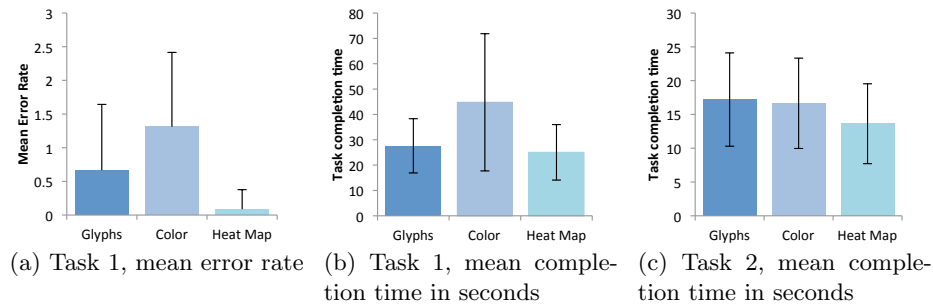 3
2.5
2
1.5
1
0.5
0
Mean Error Rate
Glyphs Color Heat Map
(a) Task 1, mean error rate
80
70
60
50
40
30
20
10
0
Task completion time
Glyphs Color Heat Map
(b) Task 1, mean comple-
tion time in seconds
30
25
20
15
10
5
0
Task completion time
Glyphs Color Heat Map
(c) Task 2, mean comple-
tion time in seconds